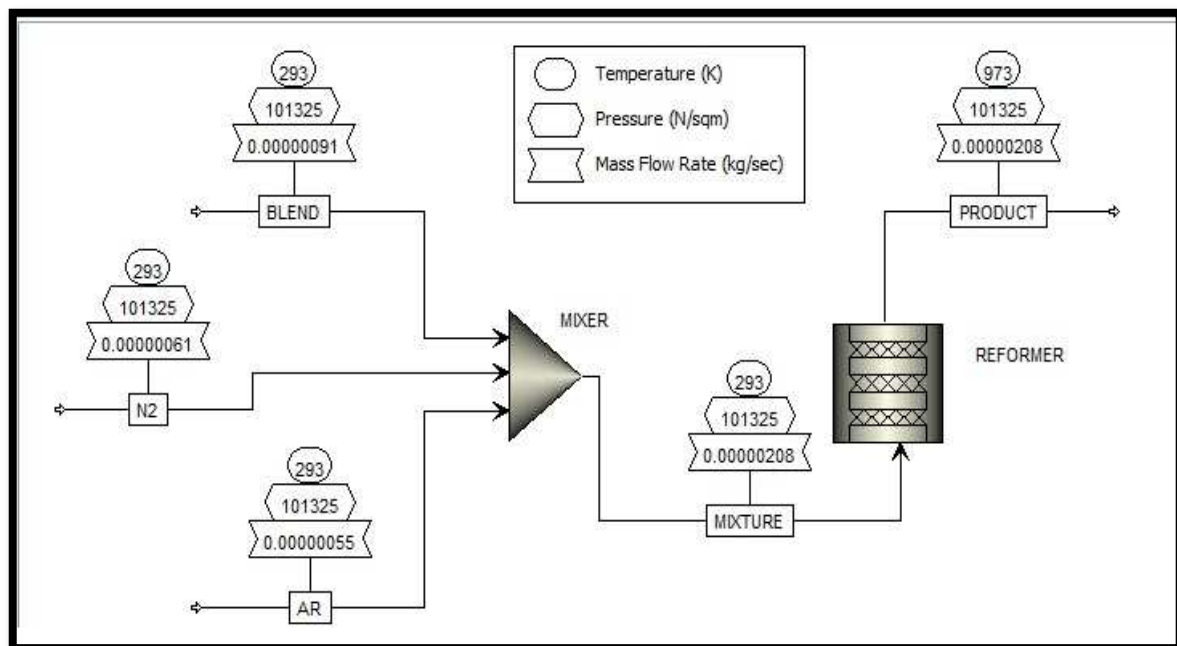 293
101325
0.00000091
BLEND
293
101325
0.00000061
N2
293
101325
0.00000055
AR
Temperature (K)
Pressure (N/sqm)
Mass Flow Rate (kg/sec)
MIXER
293
101325
0.00000208
MIXTURE
REFORMER
973
101325
0.00000208
PRODUCT